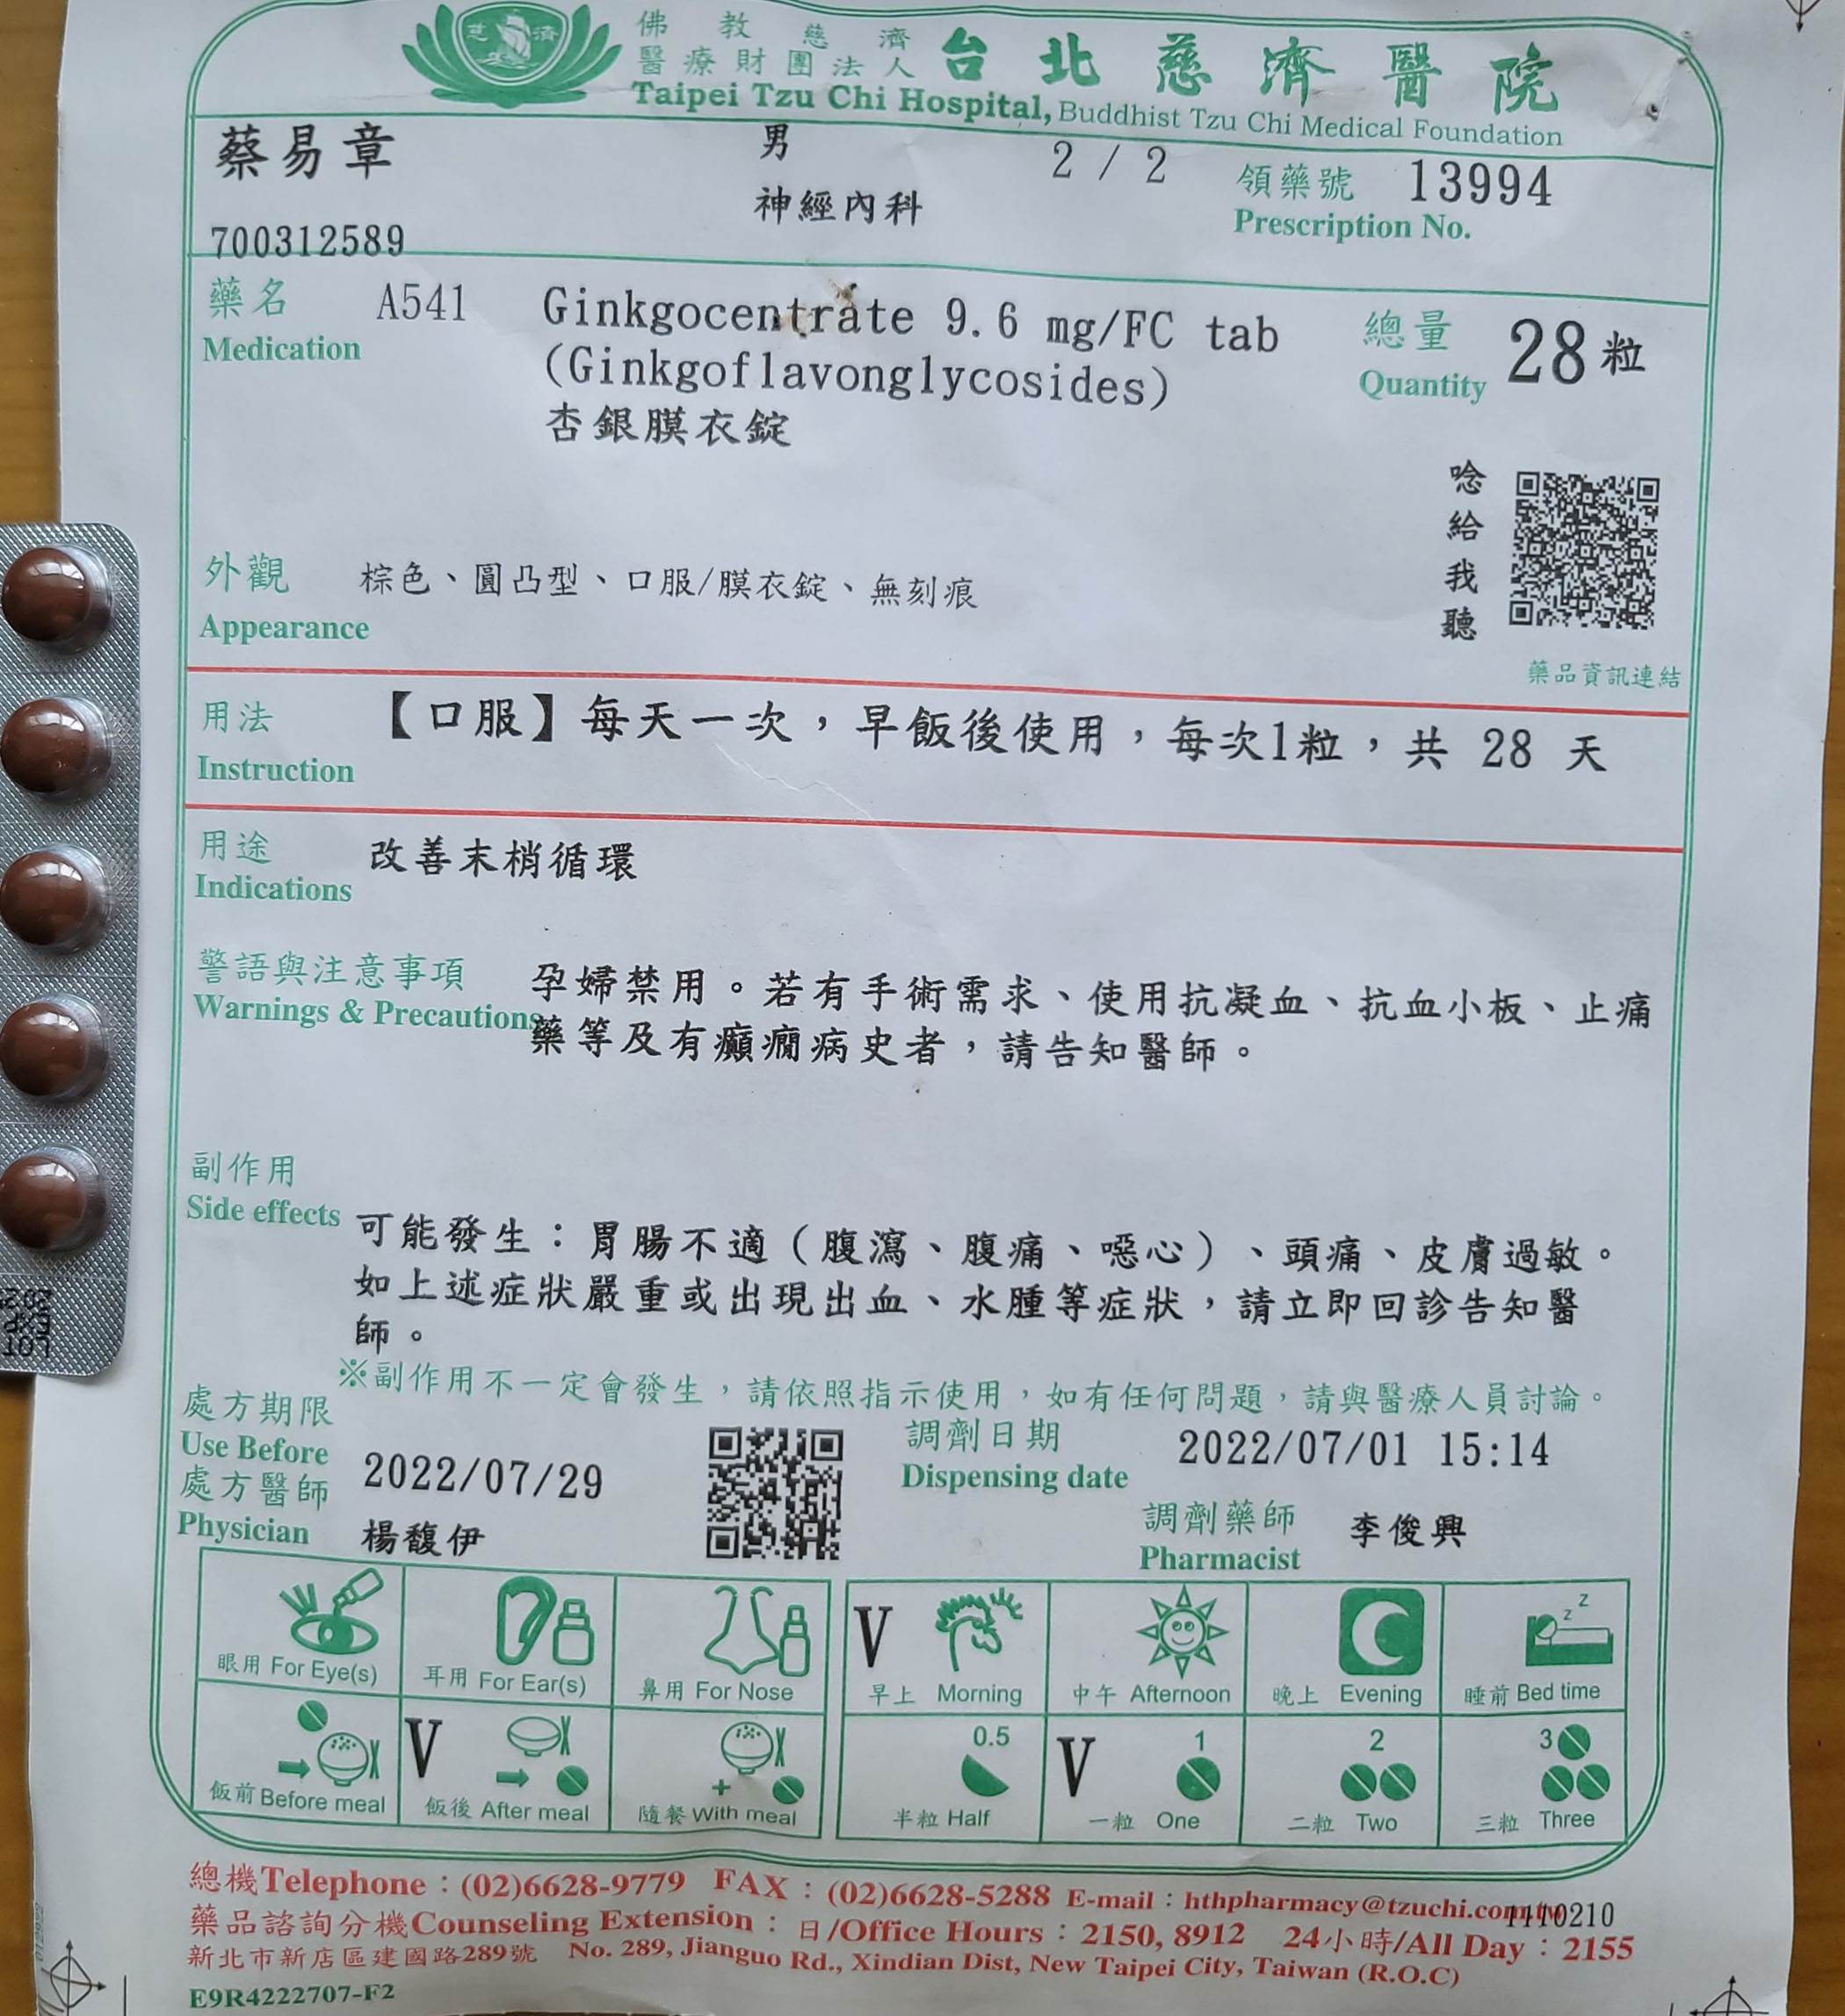 慈濟
佛教慈濟
醫療財團法人 台北慈濟醫院
Taipei Tzu Chi Hospital, Buddhist Tzu Chi Medical Foundation
蔡易章 男 2 / 2 領藥號 13994
神經內科 Prescription No.
700312589
藥名 A541 Ginkgocentrate 9.6 mg/FC tab 總量 28粒
Medication (Ginkgoflavonglycosides) Quantity
杏銀膜衣錠
唸給我聽
外觀 棕色、圓凸型、口服/膜衣錠、無刻痕
Appearance
藥品資訊連結
用法 【口服】每天一次，早飯後使用，每次1粒，共 28 天
Instruction
用途 改善末梢循環
Indications
警語與注意事項 孕婦禁用。若有手術需求、使用抗凝血、抗血小板、止痛
Warnings & Precautions 藥等及有癲癇病史者，請告知醫師。
副作用
Side effects 可能發生：胃腸不適（腹瀉、腹痛、噁心）、頭痛、皮膚過敏。
如上述症狀嚴重或出現出血、水腫等症狀，請立即回診告知醫
師。
※副作用不一定會發生，請依照指示使用，如有任何問題，請與醫療人員討論。
處方期限 調劑日期 2022/07/01 15:14
Use Before 2022/07/29 Dispensing date
處方醫師 楊馥伊 調劑藥師 李俊興
Physician Pharmacist
V z z z
眼用 For Eye(s) 耳用 For Ear(s) 鼻用 For Nose 早上 Morning 中午 Afternoon 晚上 Evening 睡前 Bed time
V 0.5 V 1 2 3
飯前 Before meal 飯後 After meal 隨餐 With meal 半粒 Half 一粒 One 二粒 Two 三粒 Three
總機Telephone：(02)6628-9779 FAX：(02)6628-5288 E-mail：hthpharmacy@tzuchi.com.tw
1110210
藥品諮詢分機Counseling Extension：日/Office Hours：2150, 8912 24小時/All Day：2155
新北市新店區建國路289號 No. 289, Jianguo Rd., Xindian Dist, New Taipei City, Taiwan (R.O.C)
E9R4222707-F2